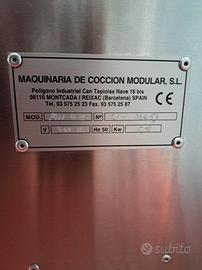 MAQUINARIA DE COCCION MODULAR, S.L.
Poligono Industrial Can Tapiolas Nave 16 bis
08110 MONTCADA I REIXAC (Barcelona) SPAIN
Tel. 93 575 25 23 Fax. 93 575 25 87
CE
MOD. Nº
V. Hz 50 Kw
subito